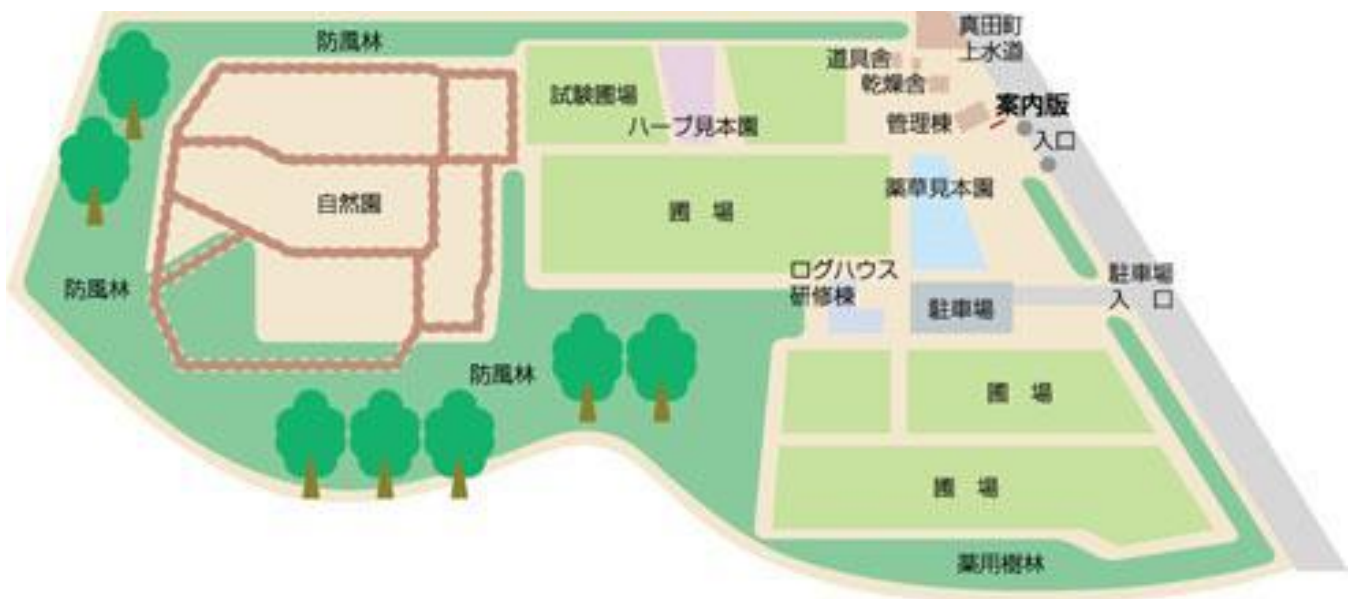 真田町
上水道
防風林
道具舎
乾燥舎
試験圃場
案内版
ハーブ見本園
管理棟
入口
薬草見本園
自然園
圃 場
ログハウス
研修棟
駐車場
入 口
防風林
駐車場
防風林
圃 場
圃 場
薬用樹林